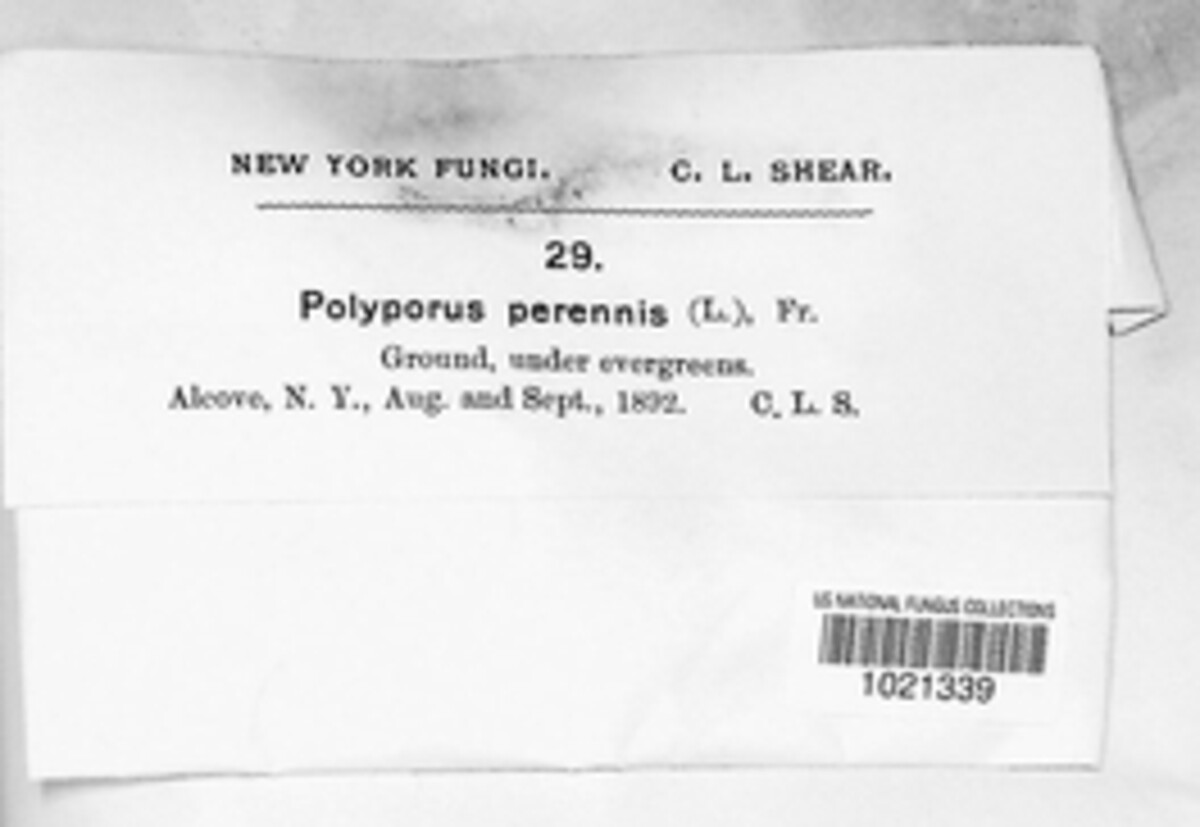 NEW YORK FUNGI. C. L. SHEAR.
29.
Polyporus perennis (L.), Fr.
Ground, under evergreens.
Alcove, N. Y., Aug. and Sept., 1892. C. L. S.
US NATIONAL FUNGUS COLLECTIONS
1021339